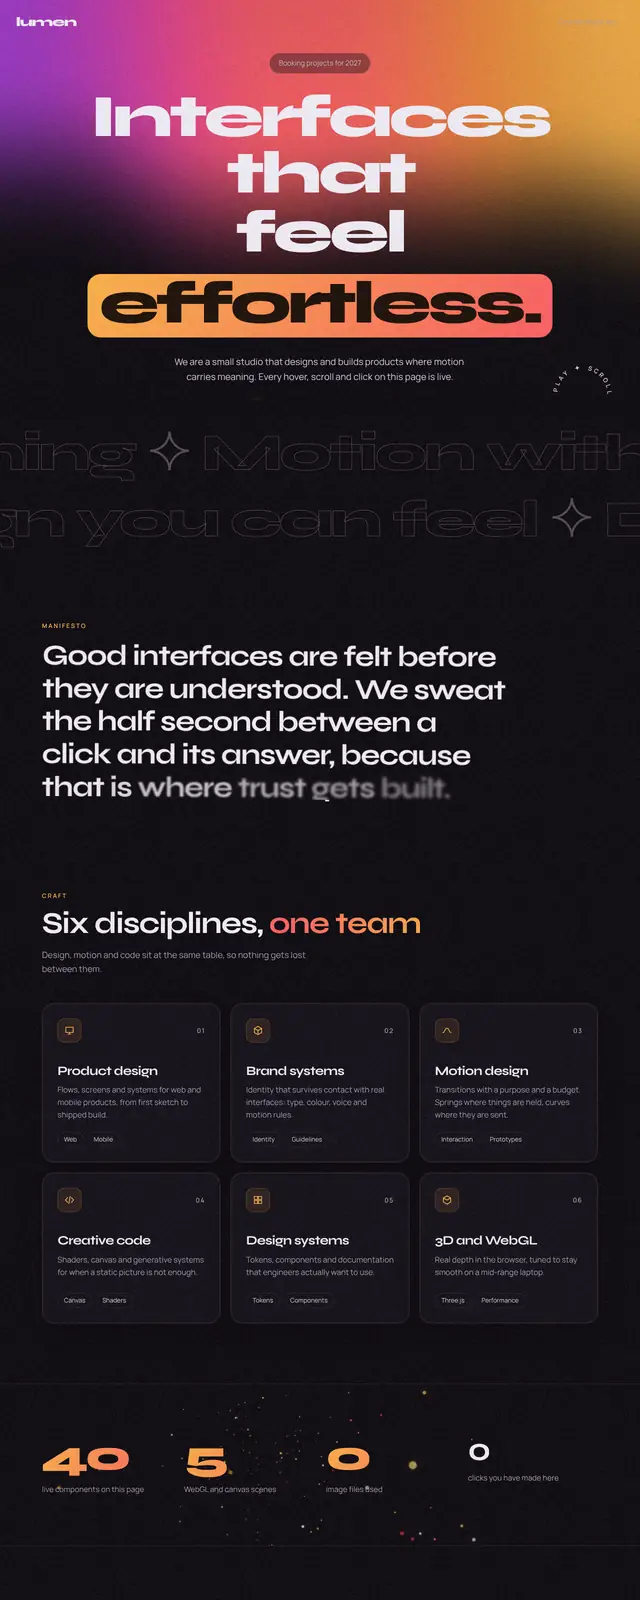 lumen
Booking projects for 2027
Interfaces
that
feel
effortless.
We are a small studio that designs and builds products where motion
carries meaning. Every hover, scroll and click on this page is live.
PLAY ✦ SCROLL
ning ✧ Motion with
gn you can feel ✧ D
MANIFESTO
Good interfaces are felt before
they are understood. We sweat
the half second between a
click and its answer, because
that is where trust gets built.
CRAFT
Six disciplines, one team
Design, motion and code sit at the same table, so nothing gets lost
between them.
01
Product design
Flows, screens and systems for web and
mobile products, from first sketch to
shipped build.
Web Mobile
02
Brand systems
Identity that survives contact with real
interfaces: type, colour, voice and
motion rules.
Identity Guidelines
03
Motion design
Transitions with a purpose and a budget.
Springs where things are held, curves
where they are sent.
Interaction Prototypes
04
Creative code
Shaders, canvas and generative systems
for when a static picture is not enough.
Canvas Shaders
05
Design systems
Tokens, components and documentation
that engineers actually want to use.
Tokens Components
06
3D and WebGL
Real depth in the browser, tuned to stay
smooth on a mid-range laptop.
Three.js Performance
40
live components on this page
5
WebGL and canvas scenes
0
image files used
0
clicks you have made here